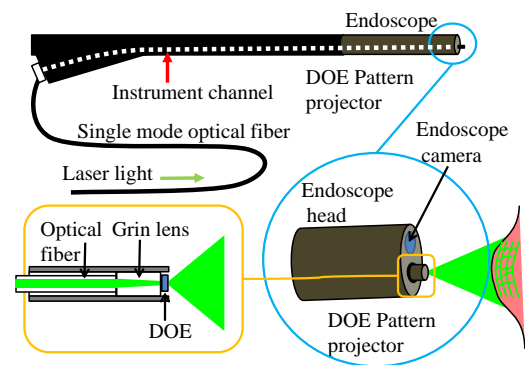 Endoscope
DOE Pattern
projector
Instrument channel
Single mode optical fiber
Laser light
Endoscope
camera
Endoscope
head
Optical
fiber
Grin lens
DOE
DOE Pattern
projector